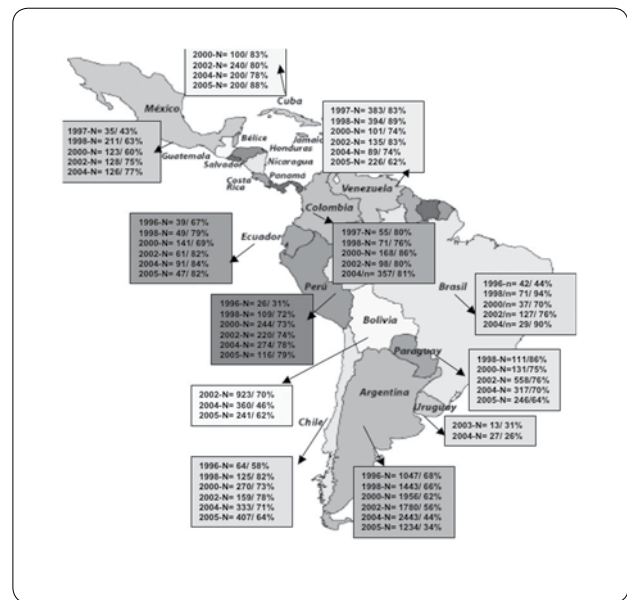 2000-N= 100/ 83%
2002-N= 240/ 80%
2004-N= 200/ 78%
2005-N= 200/ 88%
Cuba
México
1997-N= 35/ 43%
1998-N= 211/ 63%
2000-N= 123/ 60%
2002-N= 128/ 75%
2004-N= 126/ 77%
Bélice
Jamaic
Honduras
Guatemala
Salvador
Nicaragua
Costa
Rica
Panamá
1997-N= 383/ 83%
1998-N= 394/ 89%
2000-N= 101/ 74%
2002-N= 135/ 83%
2004-N= 89/ 74%
2005-N= 226/ 62%
Venezuela
Colombia
1996-N= 39/ 67%
1998-N= 49/ 79%
2000-N= 141/ 69%
2002-N= 61/ 82%
2004-N= 91/ 84%
2005-N= 47/ 82%
Ecuador
1997-N= 55/ 80%
1998-N= 71/ 76%
2000-N= 168/ 86%
2002-N= 98/ 80%
2004/n= 357/ 81%
Perú
Brasil
1996-N= 26/ 31%
1998-N= 109/ 72%
2000-N= 244/ 73%
2002-N= 220/ 74%
2004-N= 274/ 78%
2005-N= 116/ 79%
1996-n= 42/ 44%
1998/n= 71/ 94%
2000/n= 37/ 70%
2002/n= 127/ 76%
2004/n= 29/ 90%
Bolivia
Paraguay
1998-N=111/86%
2000-N=131/75%
2002-N= 558/76%
2004-N= 317/70%
2005-N= 246/64%
2002-N= 923/ 70%
2004-N= 360/ 46%
2005-N= 241/ 62%
Argentina
Uruguay
Chile
2003-N= 13/ 31%
2004-N= 27/ 26%
1996-N= 64/ 58%
1998-N= 125/ 82%
2000-N= 270/ 73%
2002-N= 159/ 78%
2004-N= 333/ 71%
2005-N= 407/ 64%
1996-N= 1047/ 68%
1998-N= 1443/ 66%
2000-N= 1956/ 62%
2002-N= 1780/ 56%
2004-N= 2443/ 44%
2005-N= 1234/ 34%